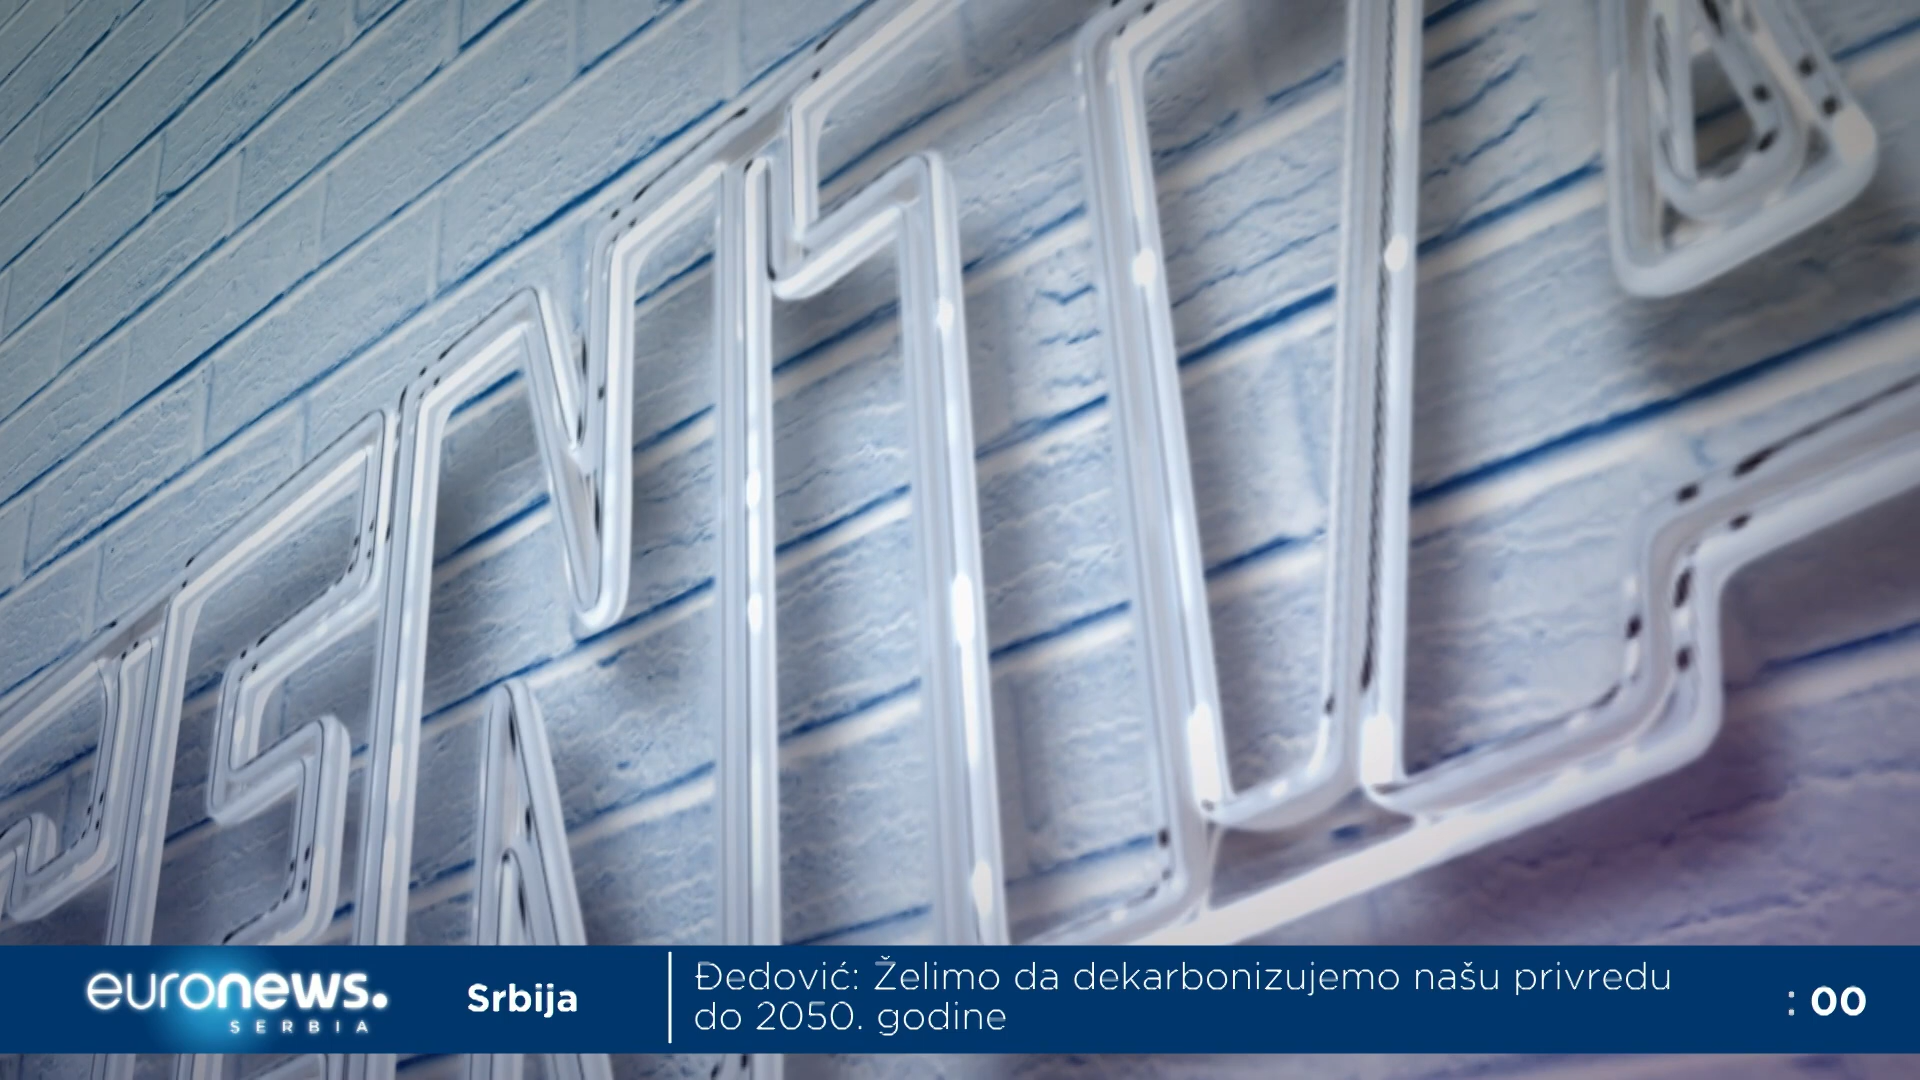 euronews.
SERBIA
Srbija
Đedović: Želimo da dekarbonizujemo našu privredu
do 2050. godine
: 00